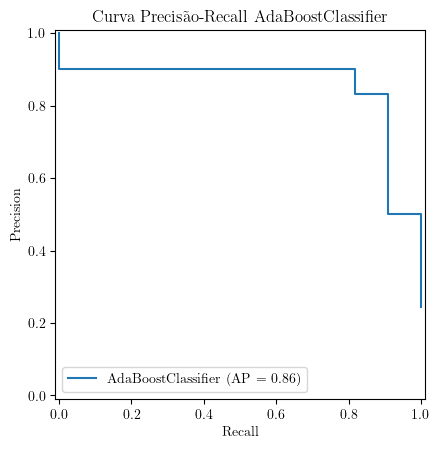 Curva Precisão-Recall AdaBoostClassifier
1.0
0.8
0.6
0.4
0.2
0.0
Precision
AdaBoostClassifier (AP = 0.86)
0.0 0.2 0.4 0.6 0.8 1.0
Recall